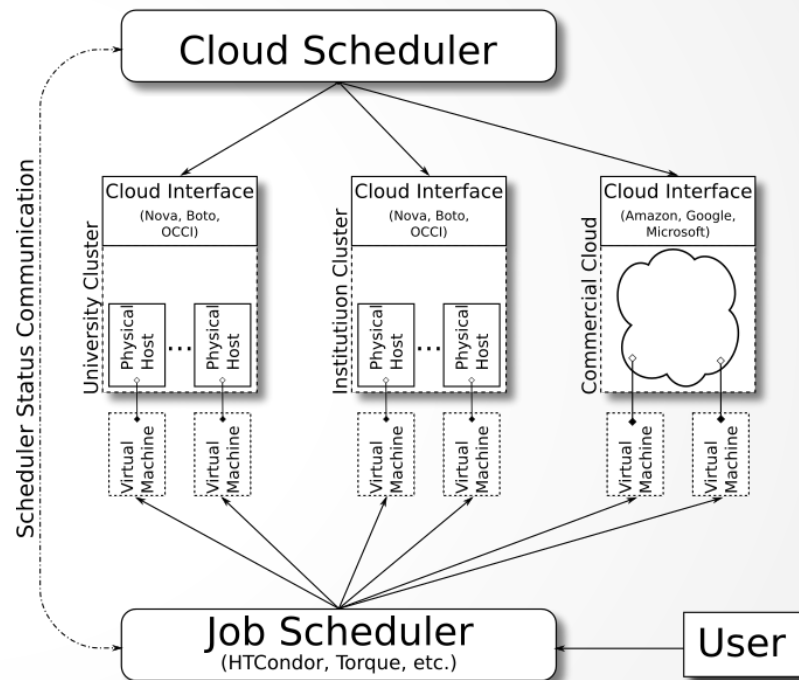 Cloud Scheduler
Scheduler Status Communication
University Cluster
Cloud Interface
(Nova, Boto,
OCCI)
Physical
Host
...
Physical
Host
Virtual
Machine
Virtual
Machine
Instituiuon Cluster
Cloud Interface
(Nova, Boto,
OCCI)
Physical
Host
...
Physical
Host
Virtual
Machine
Virtual
Machine
Commercial Cloud
Cloud Interface
(Amazon, Google,
Microsoft)
Virtual
Machine
Virtual
Machine
Job Scheduler
(HTCondor, Torque, etc.)
User